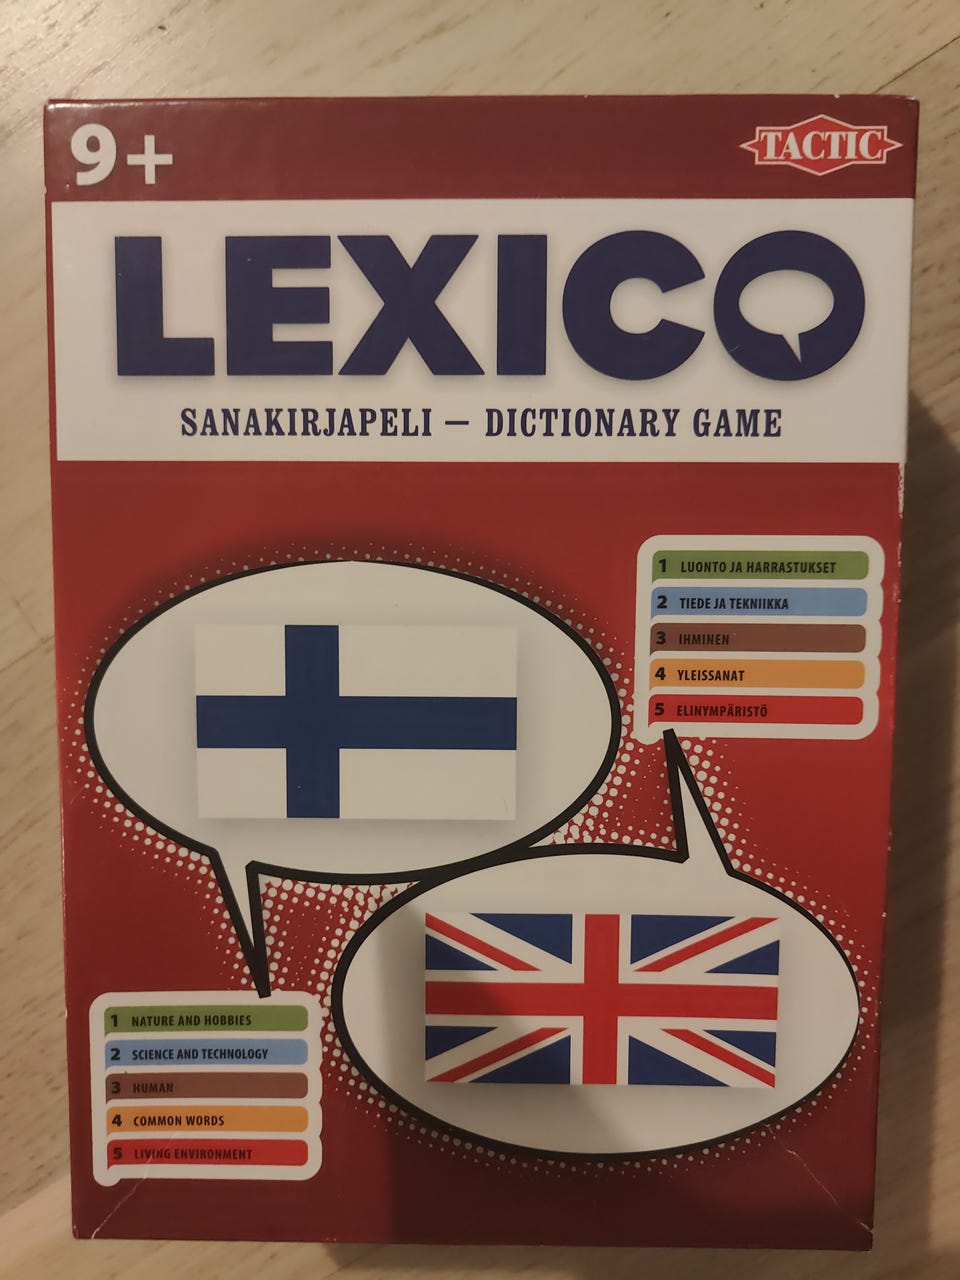 9+
TACTIC
LEXICO
SANAKIRJAPELI – DICTIONARY GAME
1 LUONTO JA HARRASTUKSET
2 TIEDE JA TEKNIIKKA
3 IHMINEN
4 YLEISSANAT
5 ELINYMPÄRISTÖ
1 NATURE AND HOBBIES
2 SCIENCE AND TECHNOLOGY
3 HUMAN
4 COMMON WORDS
5 LIVING ENVIRONMENT